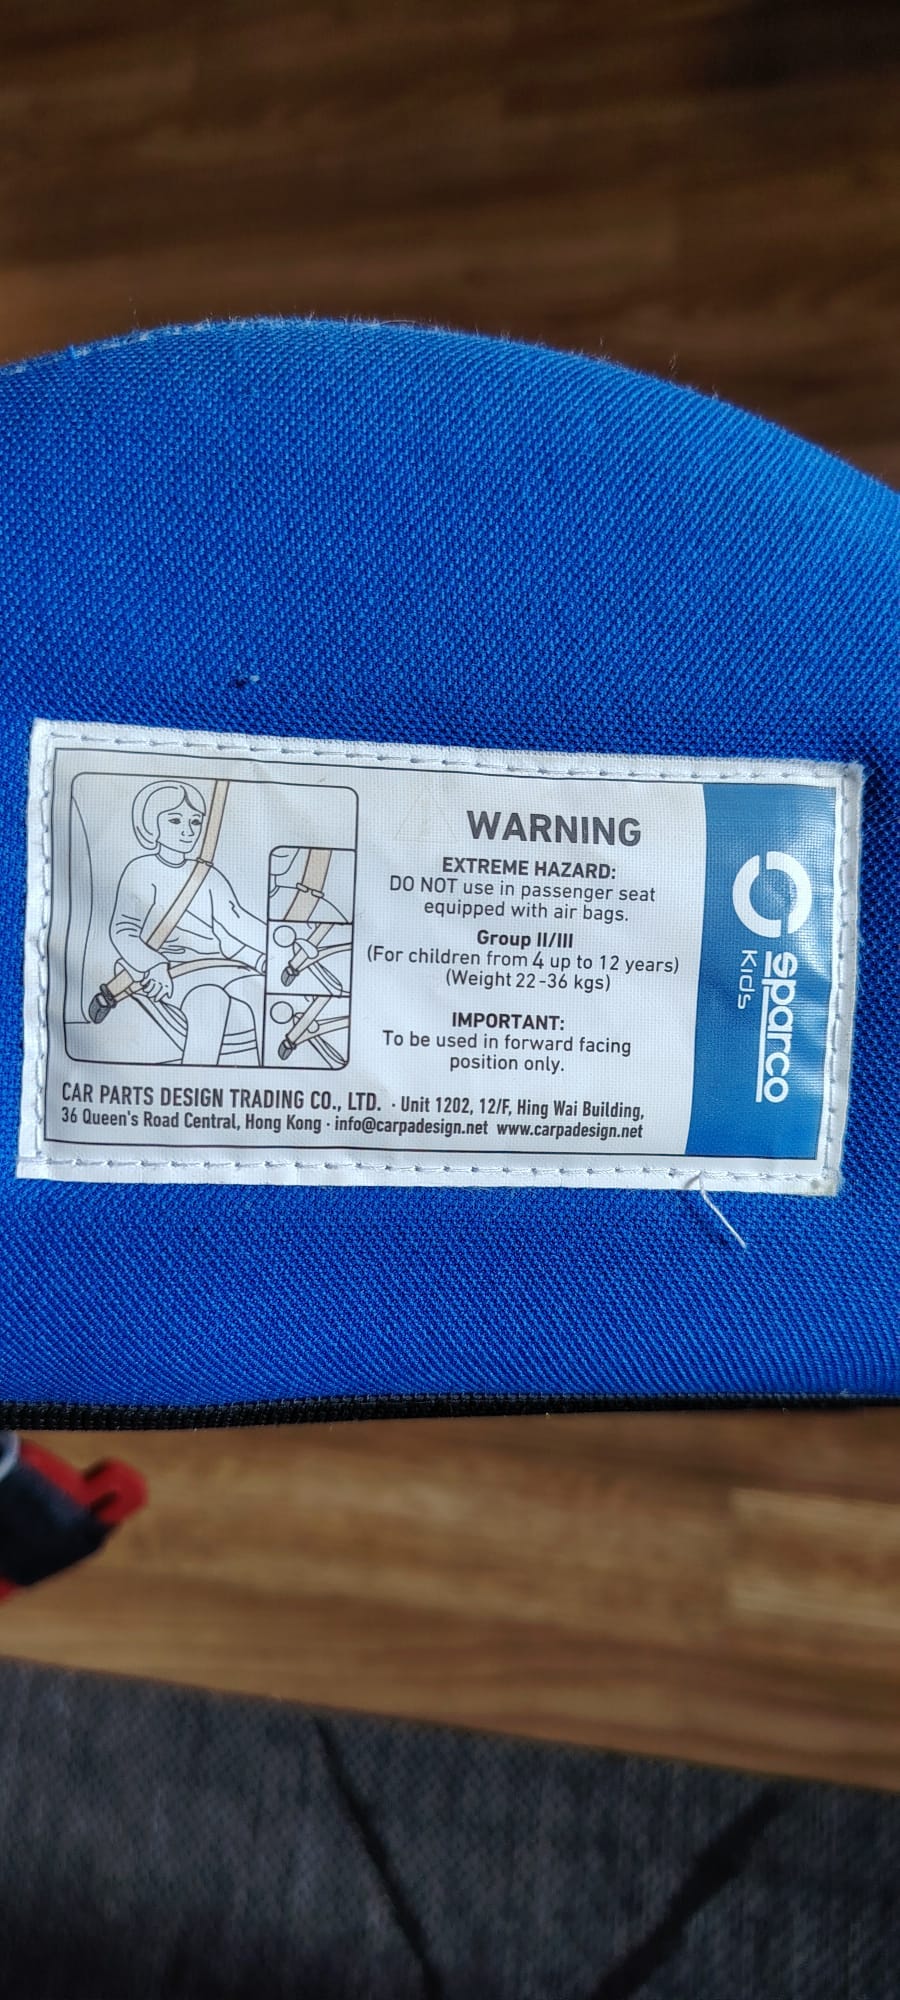 WARNING
EXTREME HAZARD:
DO NOT use in passenger seat
equipped with air bags.
Group II/III
(For children from 4 up to 12 years)
(Weight 22-36 kgs)
IMPORTANT:
To be used in forward facing
position only.
CAR PARTS DESIGN TRADING CO., LTD. · Unit 1202, 12/F, Hing Wai Building,
36 Queen's Road Central, Hong Kong · info@carpadesign.net www.carpadesign.net
sparco
Kids